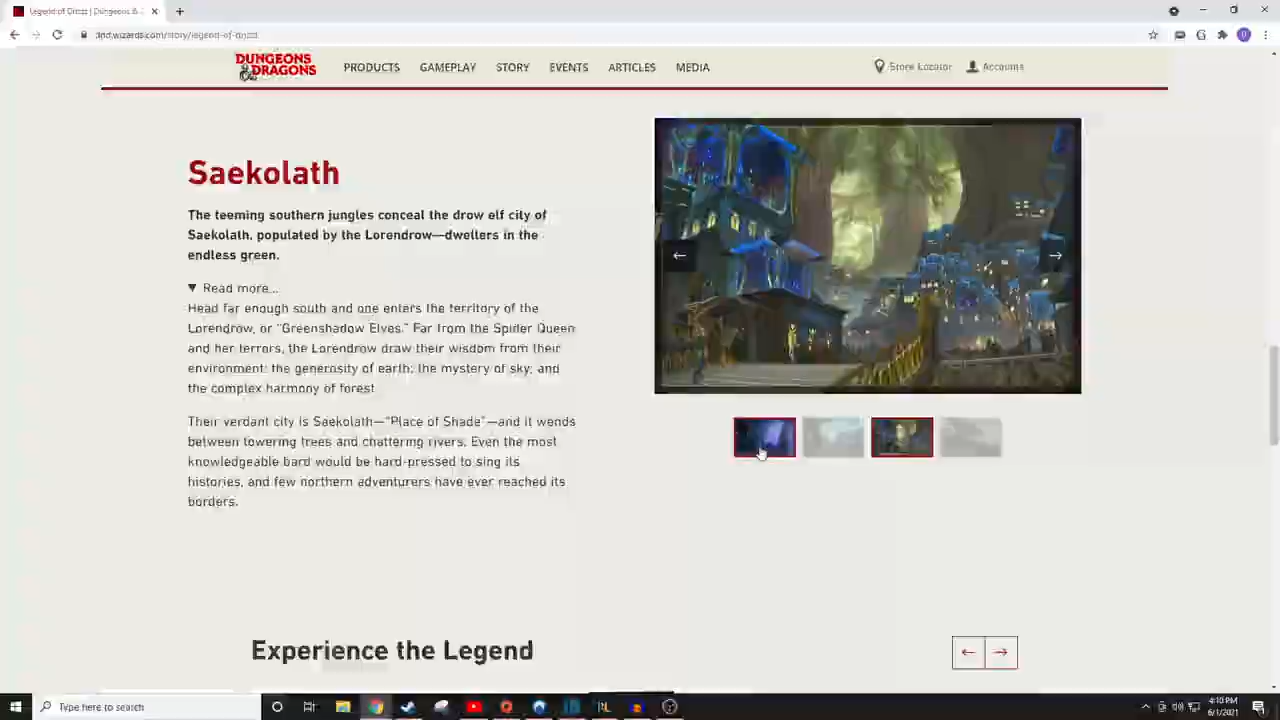 Legend of Drizzt | Dungeons & D
dnd.wizards.com/story/legend-of-drizzt
DUNGEONS & DRAGONS
PRODUCTS GAMEPLAY STORY EVENTS ARTICLES MEDIA
Store Locator Accounts
Saekolath
The teeming southern jungles conceal the drow elf city of
Saekolath, populated by the Lorendrow—dwellers in the
endless green.
▼ Read more...
Head far enough south and one enters the territory of the
Lorendrow, or "Greenshadow Elves." Far from the Spider Queen
and her terrors, the Lorendrow draw their wisdom from their
environment: the generosity of earth; the mystery of sky; and
the complex harmony of forest.
Their verdant city is Saekolath—"Place of Shade"—and it wends
between towering trees and chattering rivers. Even the most
knowledgeable bard would be hard-pressed to sing its
histories, and few northern adventurers have ever reached its
borders.
Experience the Legend
Type here to search
4:10 PM
6/1/2021